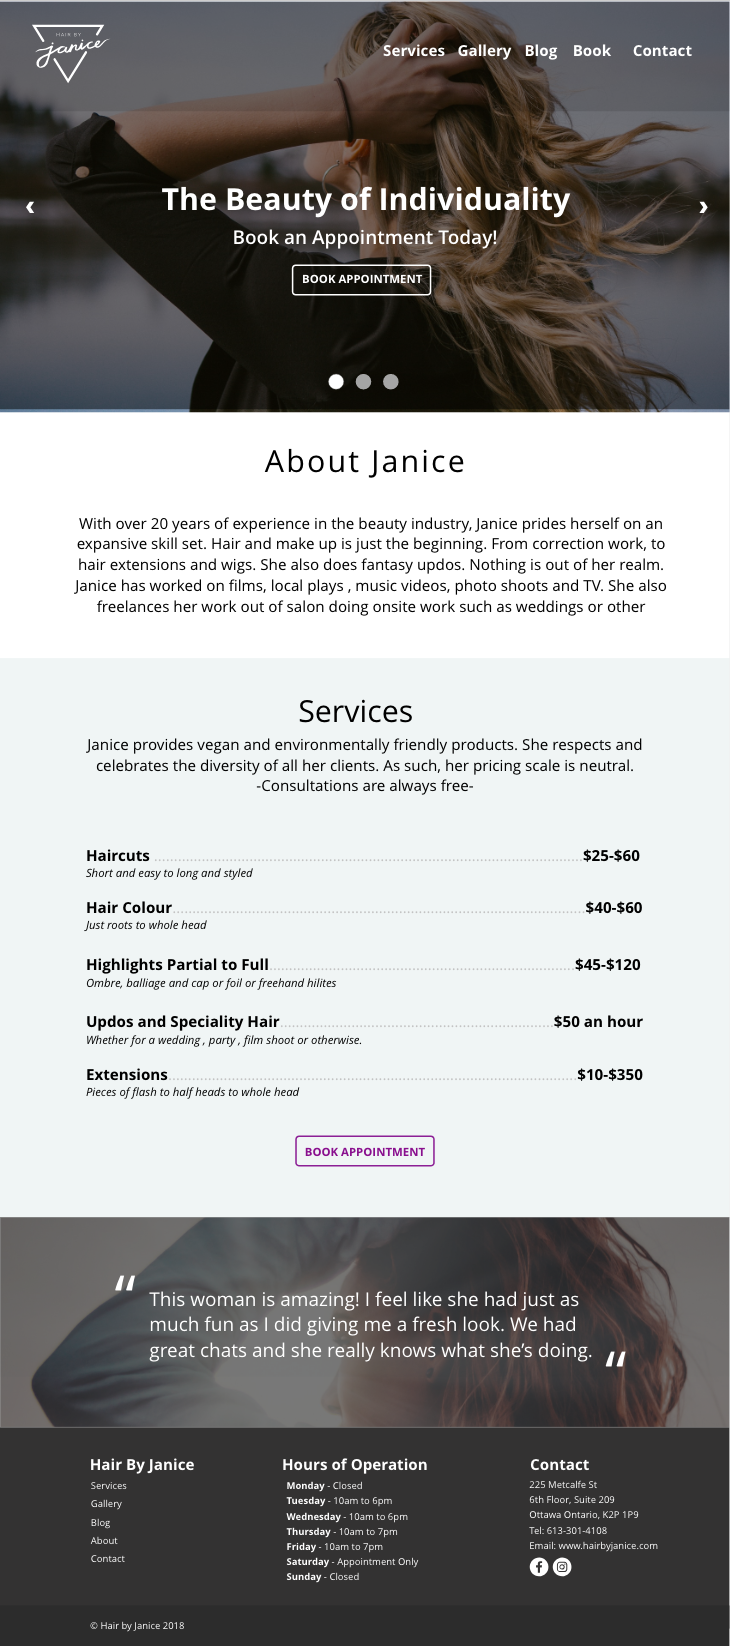 HAIR BY
janice
Services Gallery Blog Book Contact
‹ ›
The Beauty of Individuality
Book an Appointment Today!
BOOK APPOINTMENT
About Janice
With over 20 years of experience in the beauty industry, Janice prides herself on an
expansive skill set. Hair and make up is just the beginning. From correction work, to
hair extensions and wigs. She also does fantasy updos. Nothing is out of her realm.
Janice has worked on films, local plays , music videos, photo shoots and TV. She also
freelances her work out of salon doing onsite work such as weddings or other
Services
Janice provides vegan and environmentally friendly products. She respects and
celebrates the diversity of all her clients. As such, her pricing scale is neutral.
-Consultations are always free-
Haircuts $25-$60
Short and easy to long and styled
Hair Colour $40-$60
Just roots to whole head
Highlights Partial to Full $45-$120
Ombre, balliage and cap or foil or freehand hilites
Updos and Speciality Hair $50 an hour
Whether for a wedding , party , film shoot or otherwise.
Extensions $10-$350
Pieces of flash to half heads to whole head
BOOK APPOINTMENT
“ This woman is amazing! I feel like she had just as
much fun as I did giving me a fresh look. We had
great chats and she really knows what she’s doing. “
Hair By Janice
Services
Gallery
Blog
About
Contact
Hours of Operation
Monday - Closed
Tuesday - 10am to 6pm
Wednesday - 10am to 6pm
Thursday - 10am to 7pm
Friday - 10am to 7pm
Saturday - Appointment Only
Sunday - Closed
Contact
225 Metcalfe St
6th Floor, Suite 209
Ottawa Ontario, K2P 1P9
Tel: 613-301-4108
Email: www.hairbyjanice.com
© Hair by Janice 2018